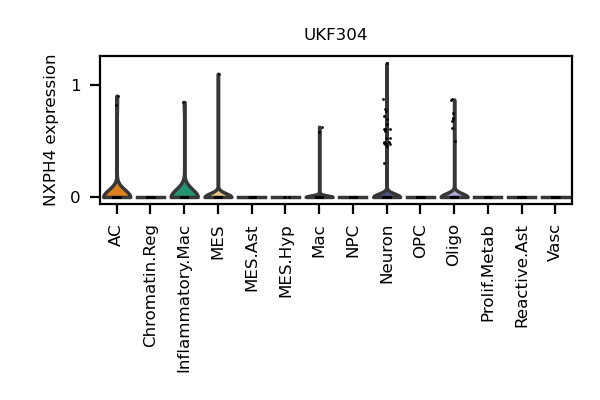 UKF304
NXPH4 expression
1
0
AC
Chromatin.Reg
Inflammatory.Mac
MES
MES.Ast
MES.Hyp
Mac
NPC
Neuron
OPC
Oligo
Prolif.Metab
Reactive.Ast
Vasc